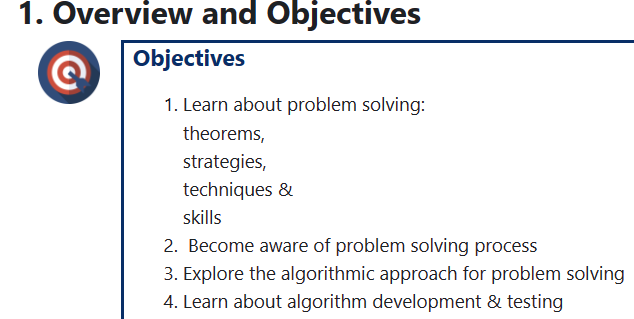 1. Overview and Objectives
Objectives
1. Learn about problem solving:
theorems,
strategies,
techniques &
skills
2. Become aware of problem solving process
3. Explore the algorithmic approach for problem solving
4. Learn about algorithm development & testing